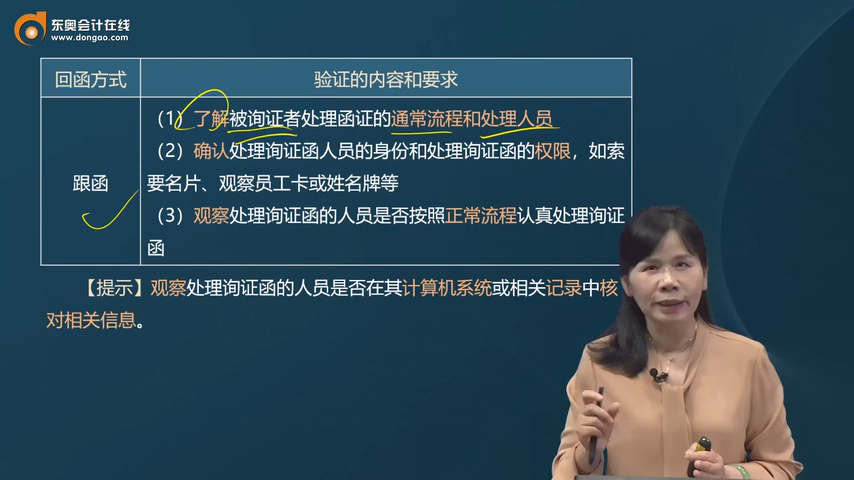 东奥会计在线
www.dongao.com
回函方式
验证的内容和要求
跟函
（1）了解被询证者处理函证的通常流程和处理人员
（2）确认处理询证函人员的身份和处理询证函的权限，如索
要名片、观察员工卡或姓名牌等
（3）观察处理询证函的人员是否按照正常流程认真处理询证
函
【提示】观察处理询证函的人员是否在其计算机系统或相关记录中核
对相关信息。